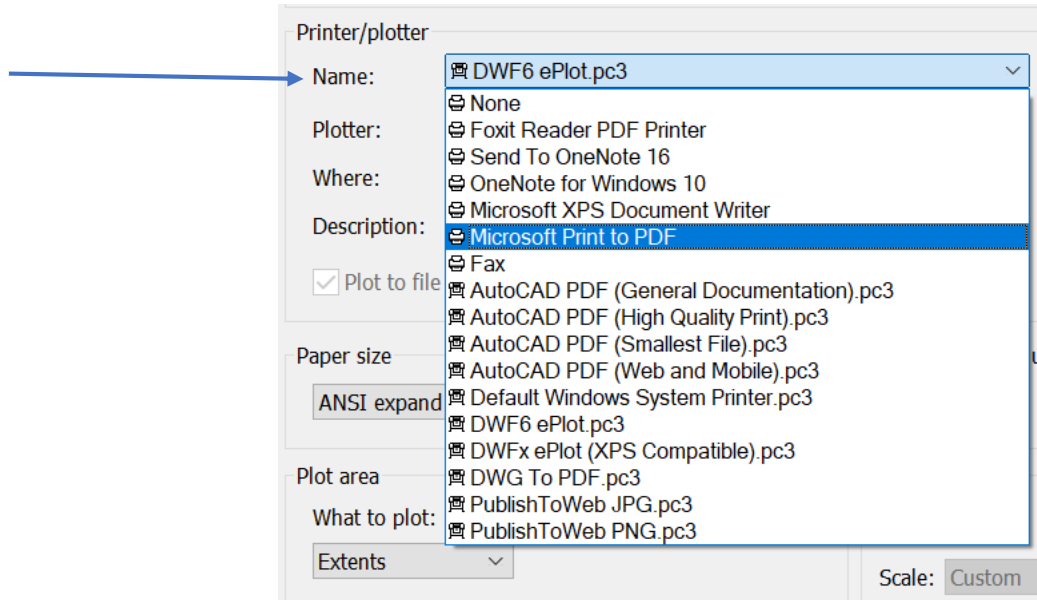 Printer/plotter
Name:
DWF6 ePlot.pc3
None
Plotter:
Foxit Reader PDF Printer
Send To OneNote 16
Where:
OneNote for Windows 10
Microsoft XPS Document Writer
Description:
Microsoft Print to PDF
Fax
Plot to file
AutoCAD PDF (General Documentation).pc3
AutoCAD PDF (High Quality Print).pc3
Paper size
AutoCAD PDF (Smallest File).pc3
AutoCAD PDF (Web and Mobile).pc3
ANSI expand
Default Windows System Printer.pc3
DWF6 ePlot.pc3
DWFx ePlot (XPS Compatible).pc3
Plot area
DWG To PDF.pc3
What to plot:
PublishToWeb JPG.pc3
PublishToWeb PNG.pc3
Extents
Scale: Custom